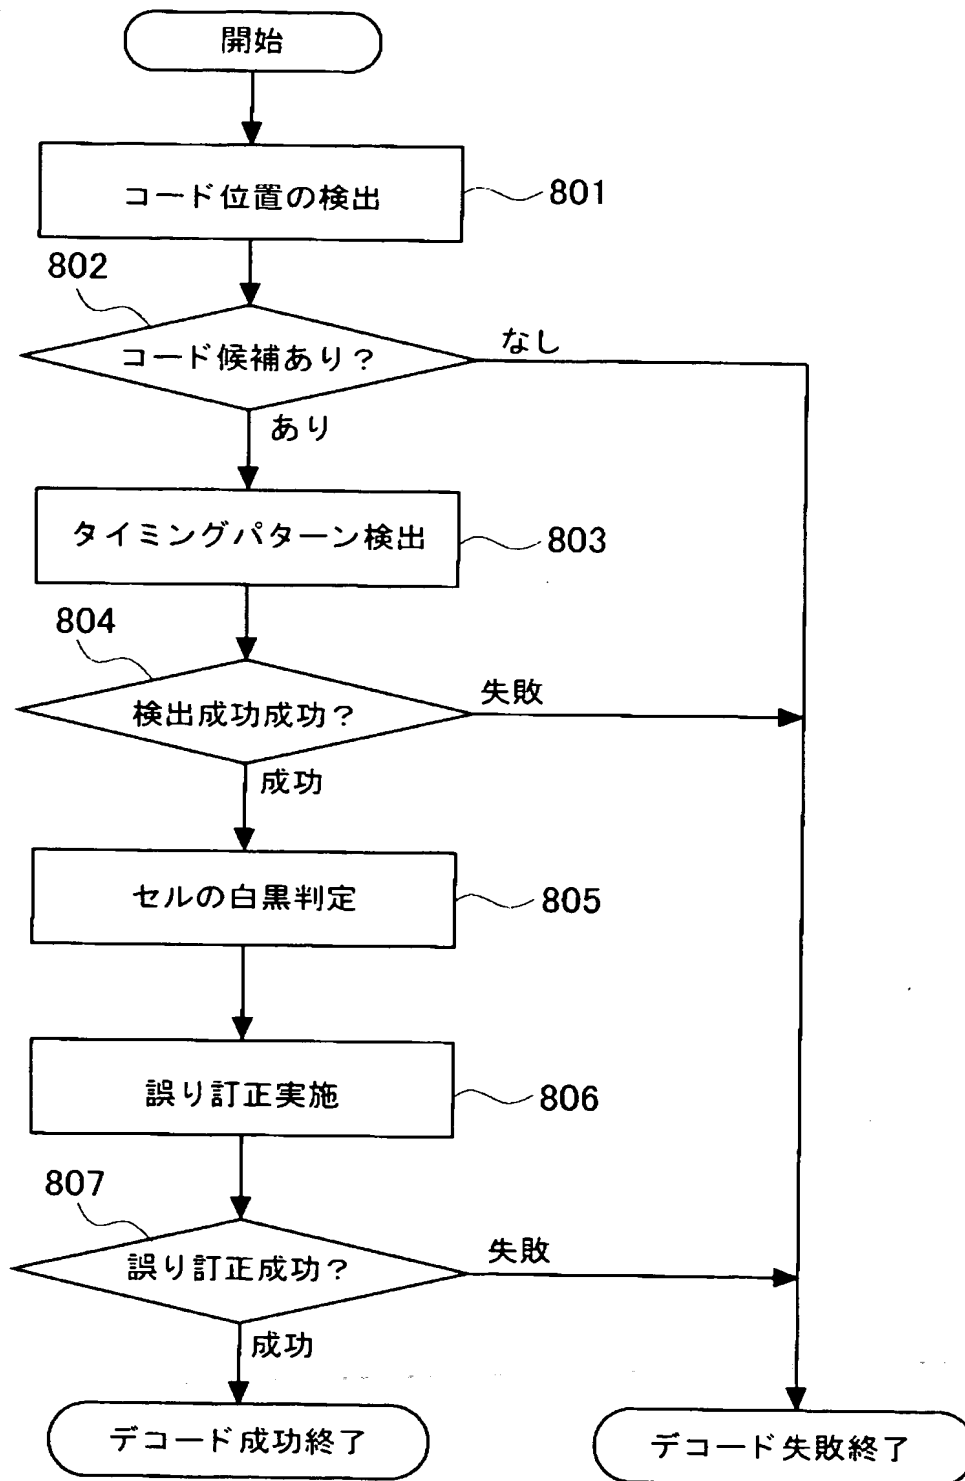 開始
コード位置の検出
801
802
コード候補あり?
なし
あり
タイミングパターン検出
803
804
検出成功成功?
失敗
成功
セルの白黒判定
805
誤り訂正実施
806
807
誤り訂正成功?
失敗
成功
デコード成功終了
デコード失敗終了